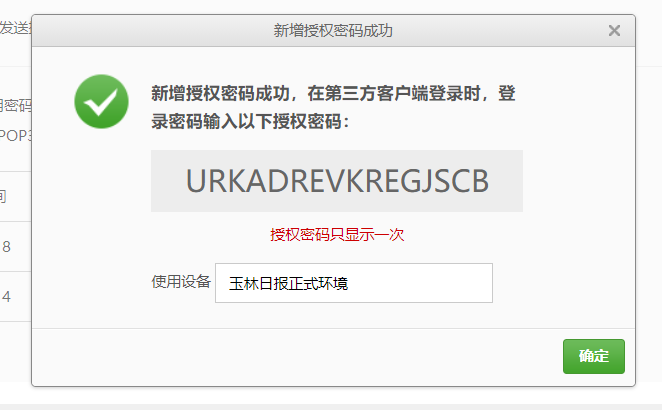 发送
新增授权密码成功
新增授权密码成功，在第三方客户端登录时，登
录密码输入以下授权密码：
密码
POP3
URKADREVKREGJSCB
间
授权密码只显示一次
8
使用设备 玉林日报正式环境
4
确定